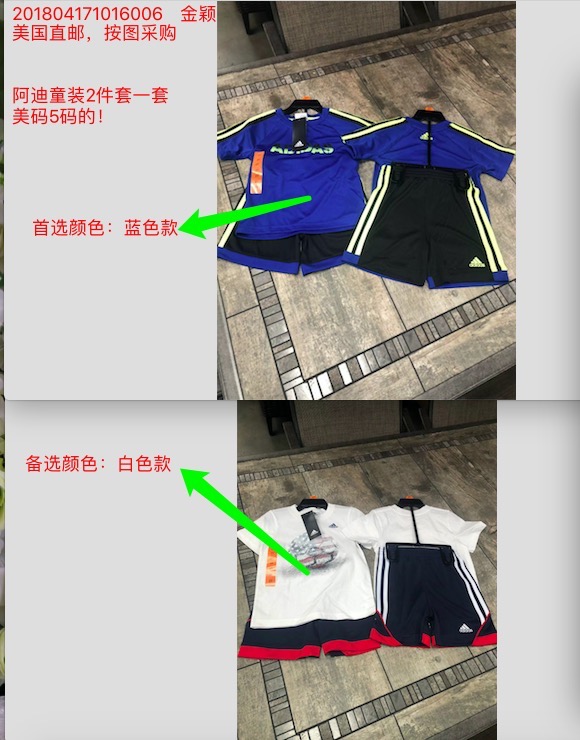 201804171016006 金颖
美国直邮，按图采购
阿迪童装2件套一套
美码5码的！
首选颜色：蓝色款
adidas
备选颜色：白色款
adidas